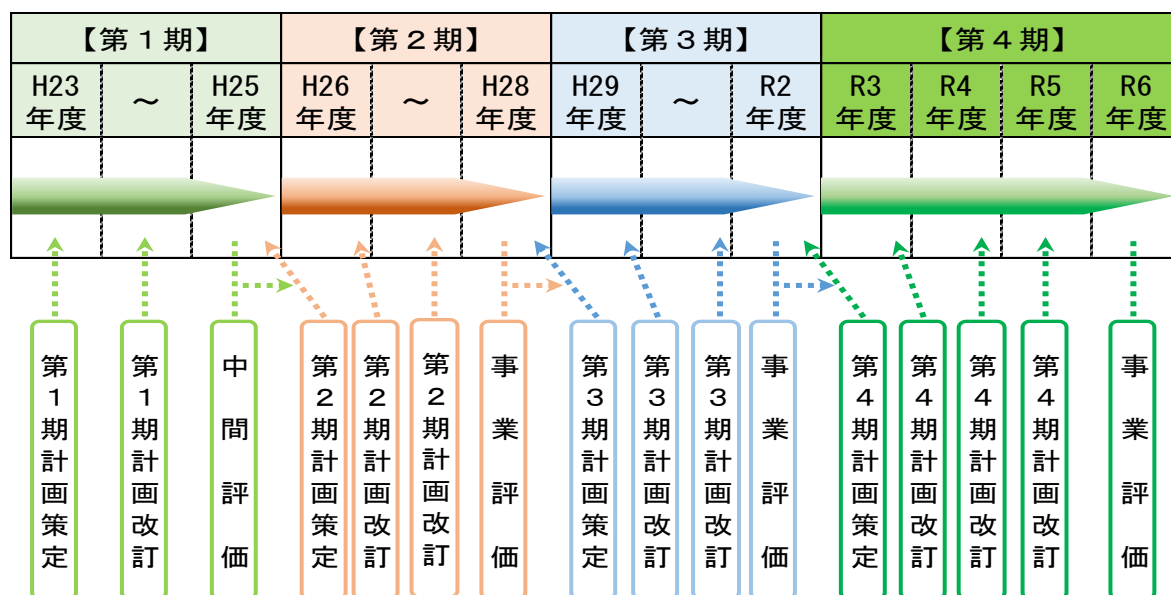 【第1期】
【第2期】
【第3期】
【第4期】
H23
年度
～
H25
年度
H26
年度
～
H28
年度
H29
年度
～
R2
年度
R3
年度
R4
年度
R5
年度
R6
年度
第1期計画策定
第1期計画改訂
中間評価
第2期計画策定
第2期計画改訂
第2期計画改訂
事業評価
第3期計画策定
第3期計画改訂
第3期計画改訂
事業評価
第4期計画策定
第4期計画改訂
第4期計画改訂
第4期計画改訂
事業評価